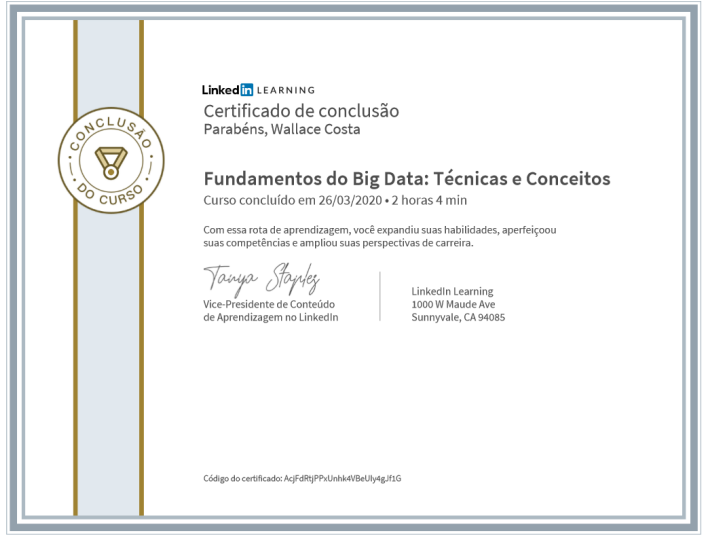 LinkedIn LEARNING
Certificado de conclusão
Parabéns, Wallace Costa
CONCLUSÃO
DO CURSO
Fundamentos do Big Data: Técnicas e Conceitos
Curso concluído em 26/03/2020 • 2 horas 4 min
Com essa rota de aprendizagem, você expandiu suas habilidades, aperfeiçoou
suas competências e ampliou suas perspectivas de carreira.
Tanya Staples
Vice-Presidente de Conteúdo
de Aprendizagem no LinkedIn
LinkedIn Learning
1000 W Maude Ave
Sunnyvale, CA 94085
Código do certificado: AcjFdRtjPPxUnhk4VBeUIy4gJf1G